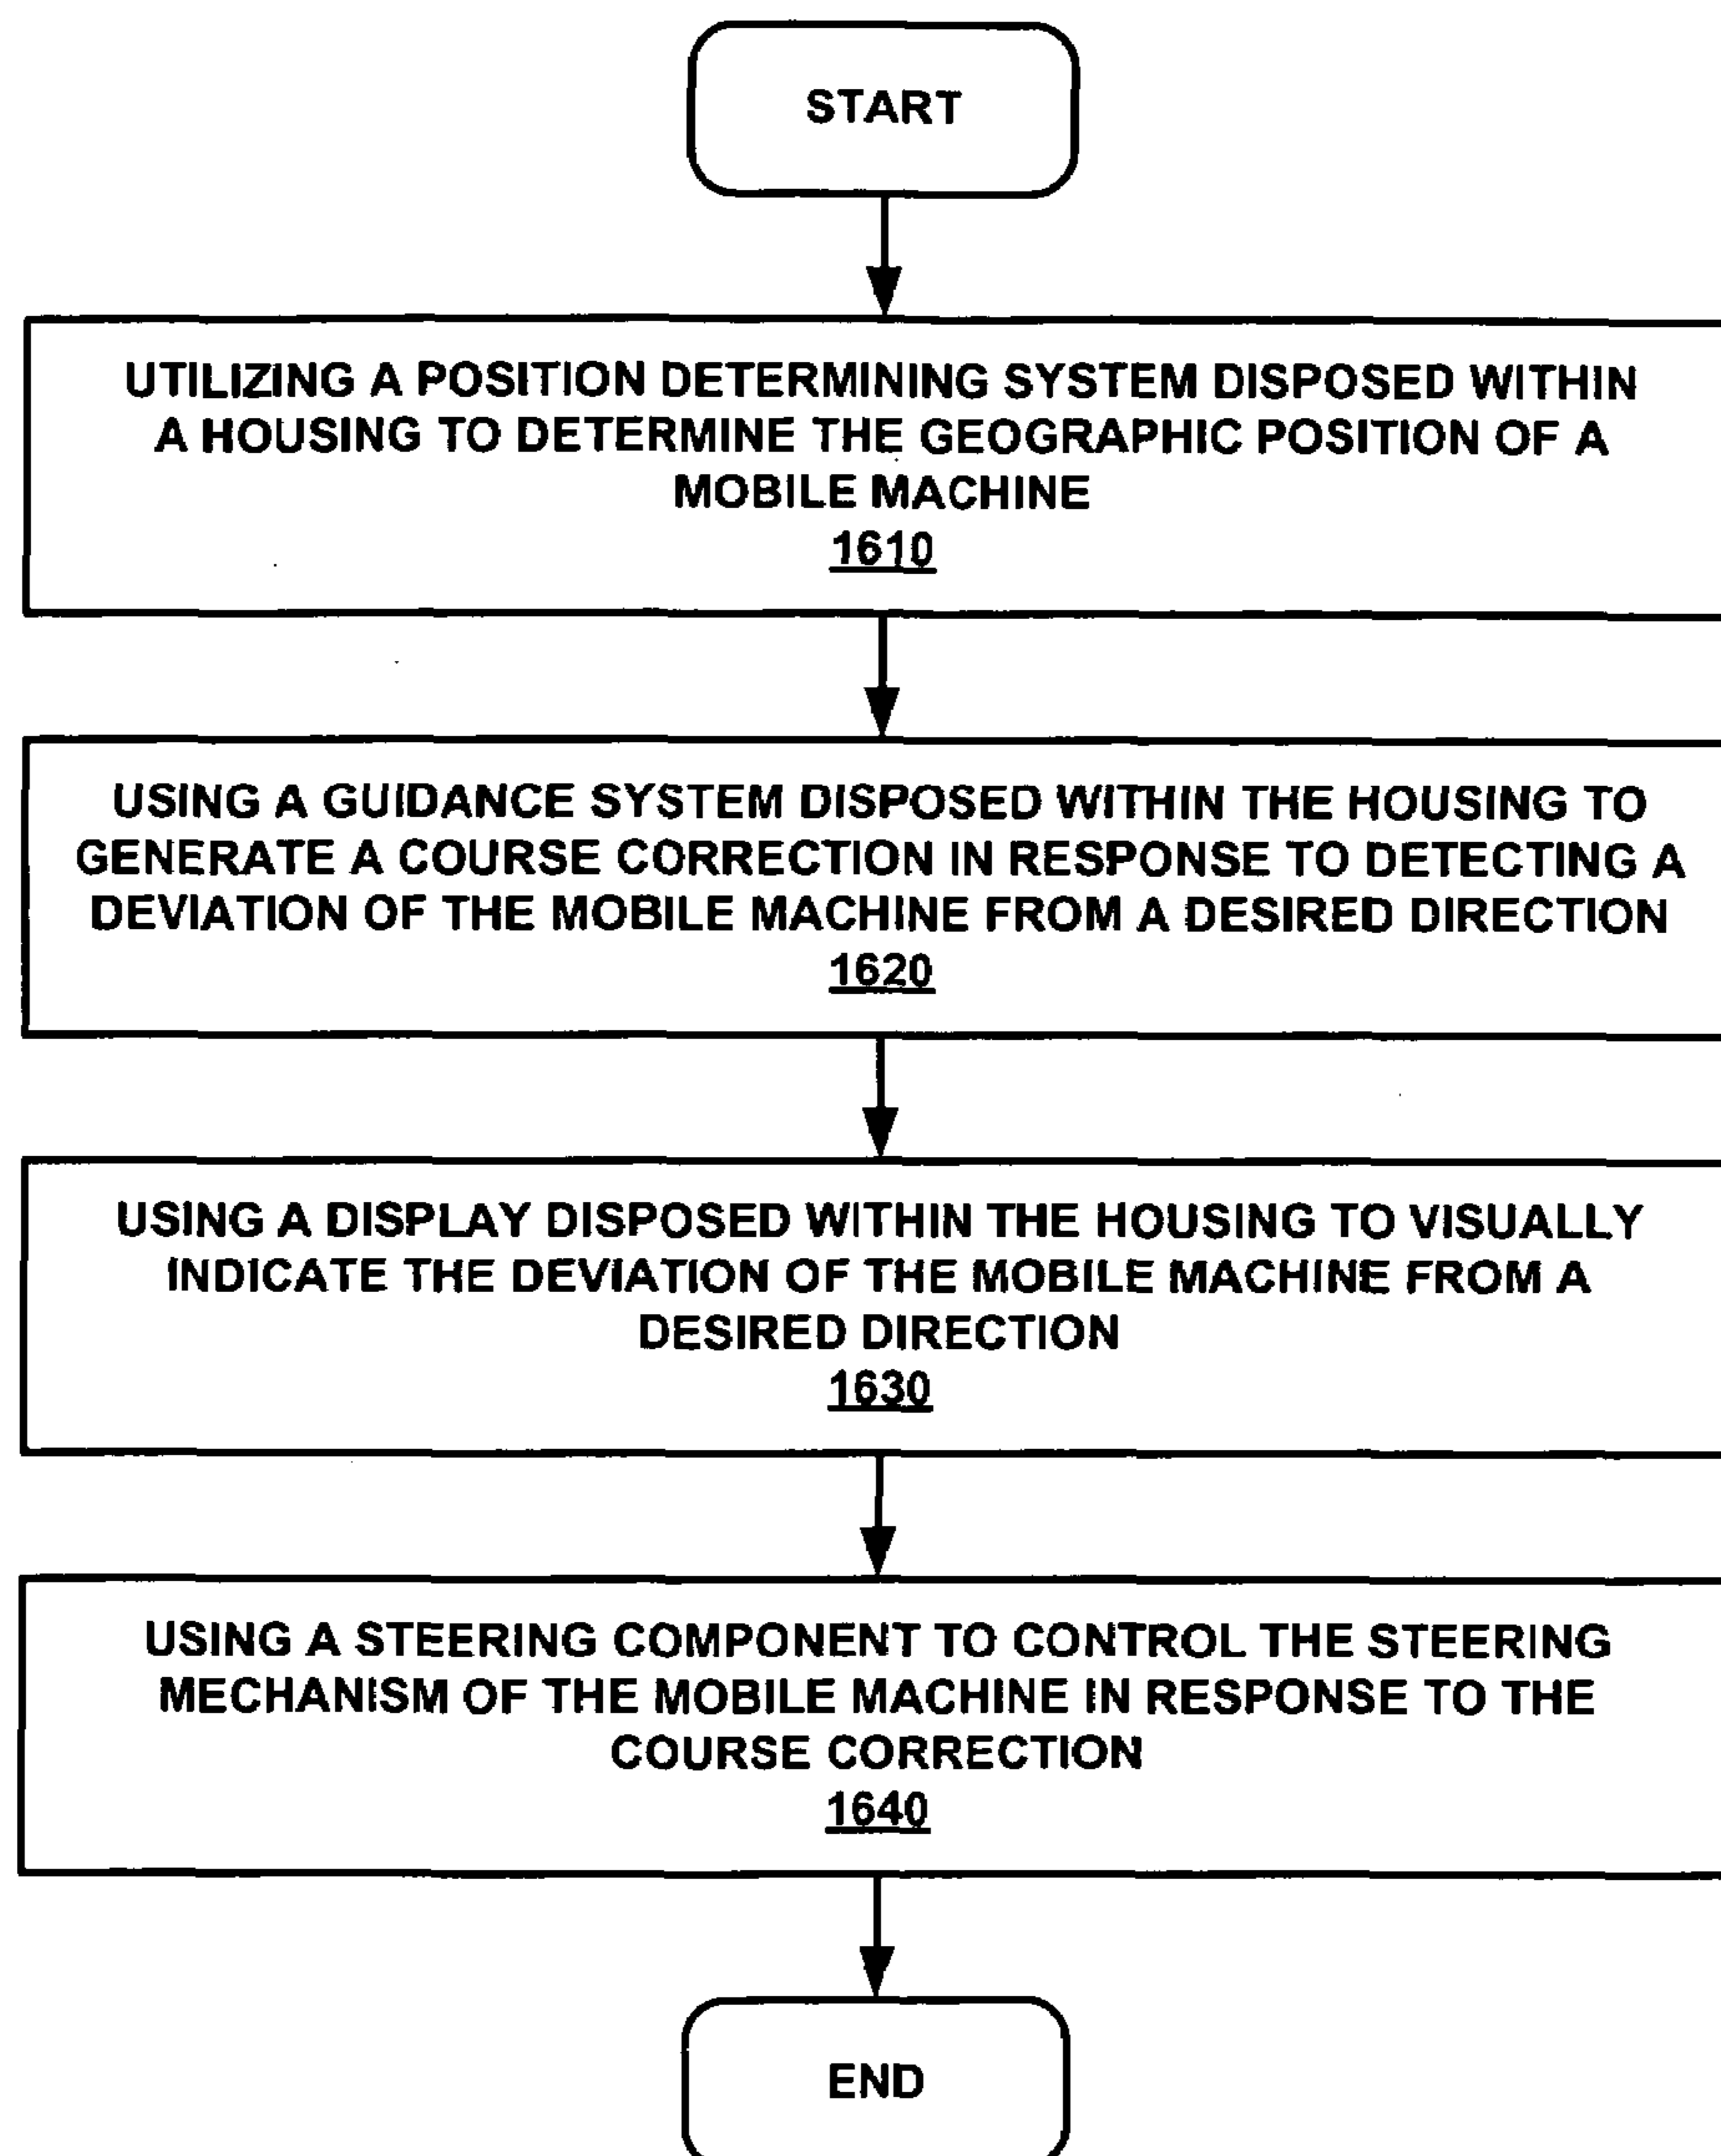 START
UTILIZING A POSITION DETERMINING SYSTEM DISPOSED WITHIN
A HOUSING TO DETERMINE THE GEOGRAPHIC POSITION OF A
MOBILE MACHINE
1610
USING A GUIDANCE SYSTEM DISPOSED WITHIN THE HOUSING TO
GENERATE A COURSE CORRECTION IN RESPONSE TO DETECTING A
DEVIATION OF THE MOBILE MACHINE FROM A DESIRED DIRECTION
1620
USING A DISPLAY DISPOSED WITHIN THE HOUSING TO VISUALLY
INDICATE THE DEVIATION OF THE MOBILE MACHINE FROM A
DESIRED DIRECTION
1630
USING A STEERING COMPONENT TO CONTROL THE STEERING
MECHANISM OF THE MOBILE MACHINE IN RESPONSE TO THE
COURSE CORRECTION
1640
END